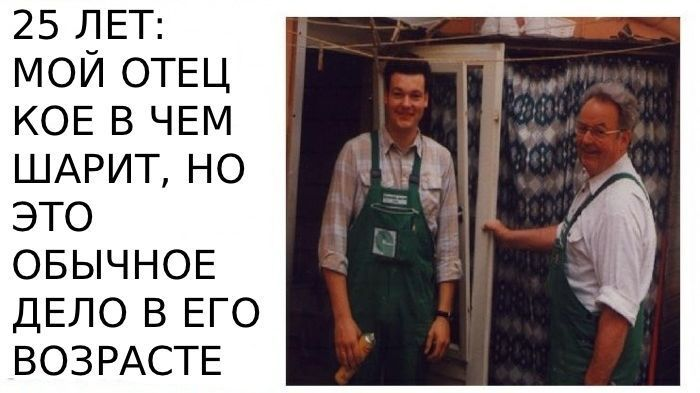 25 ЛЕТ:
МОЙ ОТЕЦ
КОЕ В ЧЕМ
ШАРИТ, НО
ЭТО
ОБЫЧНОЕ
ДЕЛО В ЕГО
ВОЗРАСТЕ